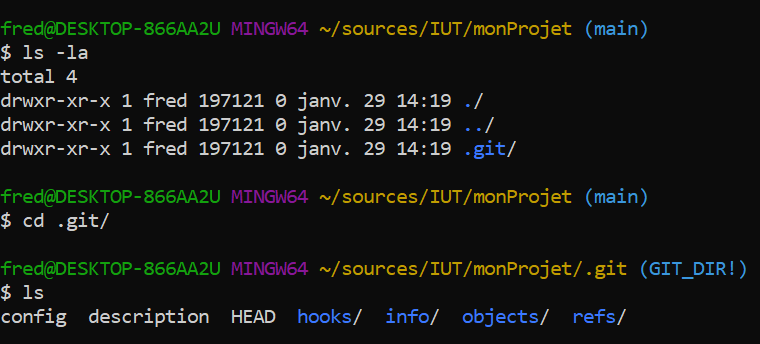 fred@DESKTOP-866AA2U MINGW64 ~/sources/IUT/monProjet (main)
$ ls -la
total 4
drwxr-xr-x 1 fred 197121 0 janv. 29 14:19 ./
drwxr-xr-x 1 fred 197121 0 janv. 29 14:19 ../
drwxr-xr-x 1 fred 197121 0 janv. 29 14:19 .git/
fred@DESKTOP-866AA2U MINGW64 ~/sources/IUT/monProjet (main)
$ cd .git/
fred@DESKTOP-866AA2U MINGW64 ~/sources/IUT/monProjet/.git (GIT_DIR!)
$ ls
config  description  HEAD  hooks/  info/  objects/  refs/